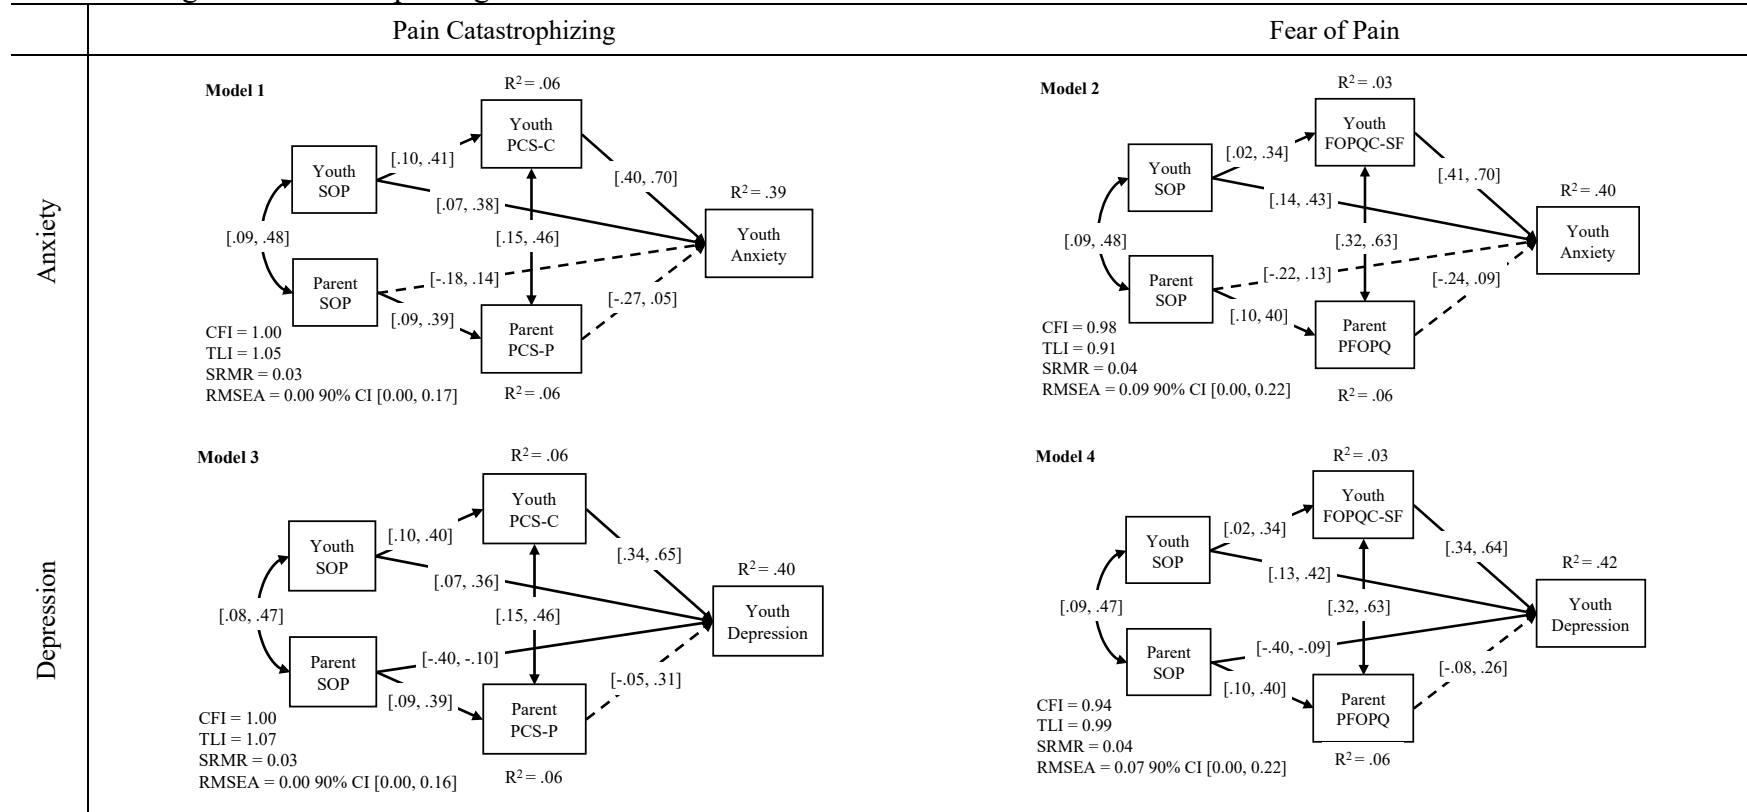 Pain Catastrophizing
Fear of Pain
Anxiety
Model 1
R² = .06
Youth
PCS-C
Youth
SOP
[.10, .41]
[.40, .70]
[.07, .38]
R² = .39
[.09, .48]
[.15, .46]
Youth
Anxiety
Parent
SOP
[-.18, .14]
[-.27, .05]
[.09, .39]
Parent
PCS-P
R² = .06
CFI = 1.00
TLI = 1.05
SRMR = 0.03
RMSEA = 0.00 90% CI [0.00, 0.17]
Model 2
R² = .03
Youth
FOPQC-SF
Youth
SOP
[.02, .34]
[.41, .70]
[.14, .43]
R² = .40
[.09, .48]
[.32, .63]
Youth
Anxiety
Parent
SOP
[-.22, .13]
[-.24, .09]
[.10, 40]
Parent
PFOPQ
R² = .06
CFI = 0.98
TLI = 0.91
SRMR = 0.04
RMSEA = 0.09 90% CI [0.00, 0.22]
Depression
Model 3
R² = .06
Youth
PCS-C
Youth
SOP
[.10, .40]
[.34, .65]
[.07, .36]
R² = .40
[.08, .47]
[.15, .46]
Youth
Depression
Parent
SOP
[-.40, -.10]
[-.05, .31]
[.09, .39]
Parent
PCS-P
R² = .06
CFI = 1.00
TLI = 1.07
SRMR = 0.03
RMSEA = 0.00 90% CI [0.00, 0.16]
Model 4
R² = .03
Youth
FOPQC-SF
Youth
SOP
[.02, .34]
[.34, .64]
[.13, .42]
R² = .42
[.09, .47]
[.32, .63]
Youth
Depression
Parent
SOP
[-.40, -.09]
[-.08, .26]
[.10, .40]
Parent
PFOPQ
R² = .06
CFI = 0.94
TLI = 0.99
SRMR = 0.04
RMSEA = 0.07 90% CI [0.00, 0.22]